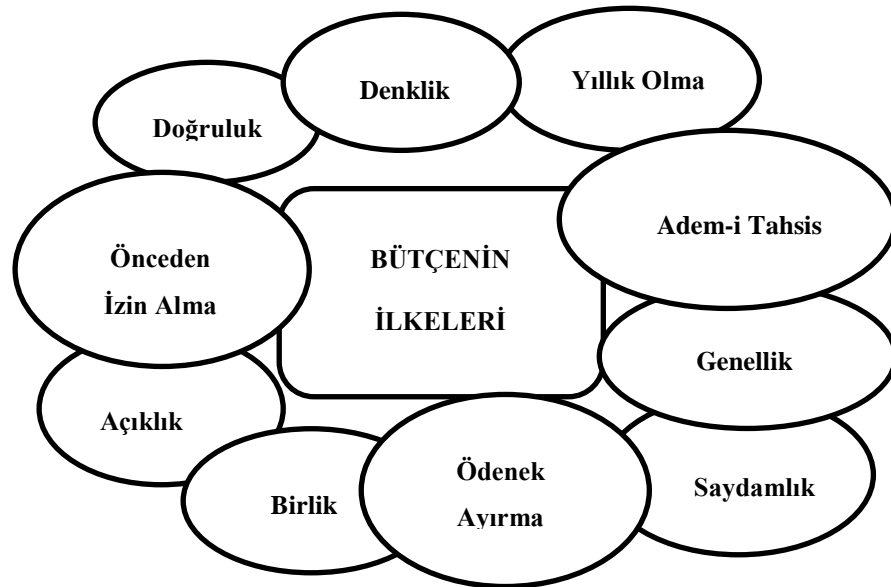 Denklik
Yıllık Olma
Doğruluk
Adem-i Tahsis
Önceden
İzin Alma
BÜTÇENİN
İLKELERİ
Genellik
Açıklık
Birlik
Ödenek
Ayırma
Saydamlık